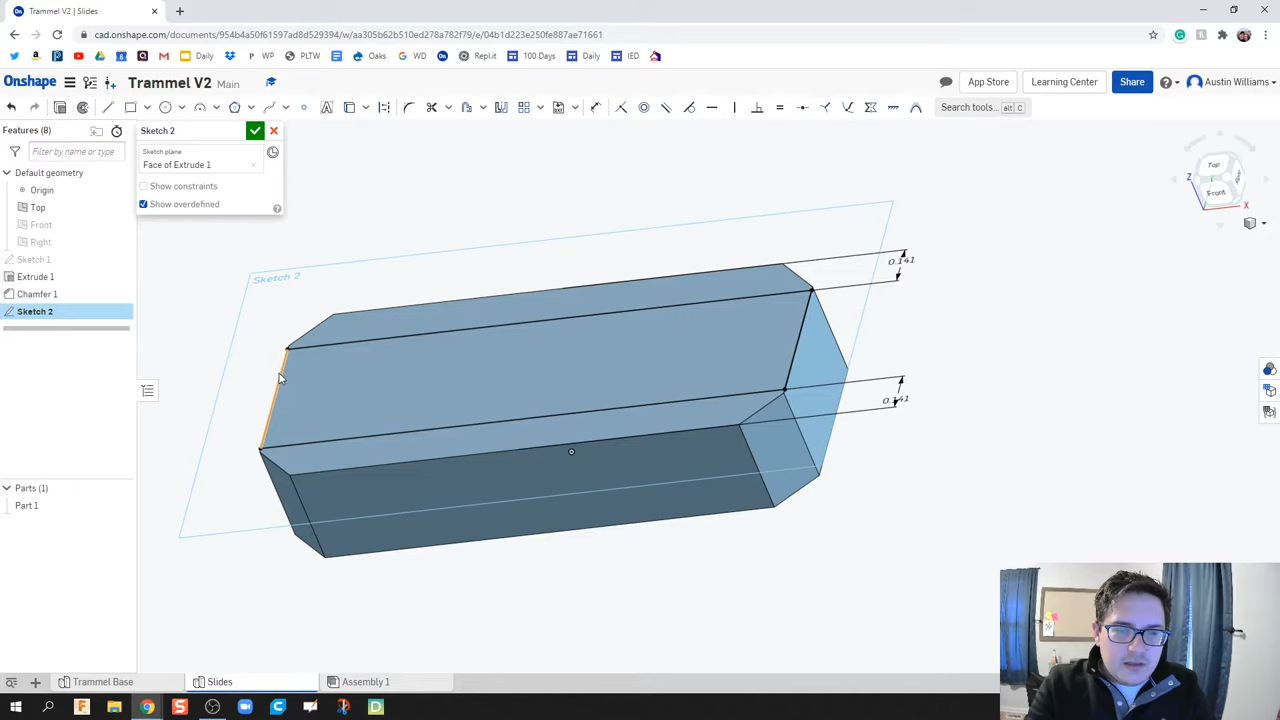 Trammel V2 | Slides
cad.onshape.com/documents/954b4a50f61597ad8d529394/w/aa305b62b510ed278a782f79/e/04b1d223e250feb887ae71661
Daily
WP
PLTW
Oaks
WD
Repl.it
100 Days
Daily
IED
Onshape
Trammel V2
Main
App Store
Learning Center
Share
Austin Williams
Search tools...
alt
C
Features (8)
Filter by name or type
Default geometry
Origin
Top
Front
Right
Sketch 1
Extrude 1
Chamfer 1
Sketch 2
Sketch 2
Sketch plane
Face of Extrude 1
Show constraints
Show overdefined
Sketch 2
0.141
0.141
Top
Front
Z
X
Parts (1)
Part 1
Trammel Base
Slides
Assembly 1